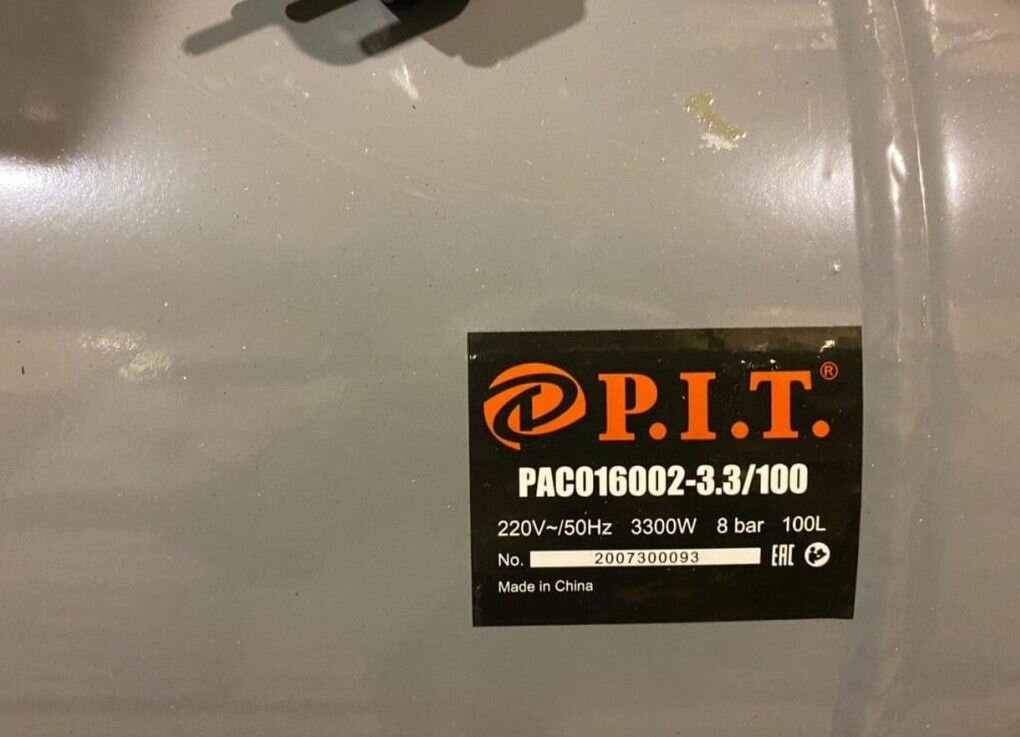 P.I.T.®
PAC016002-3.3/100
220V~/50Hz 3300W 8 bar 100L
No. 2007300093 EAC
Made in China